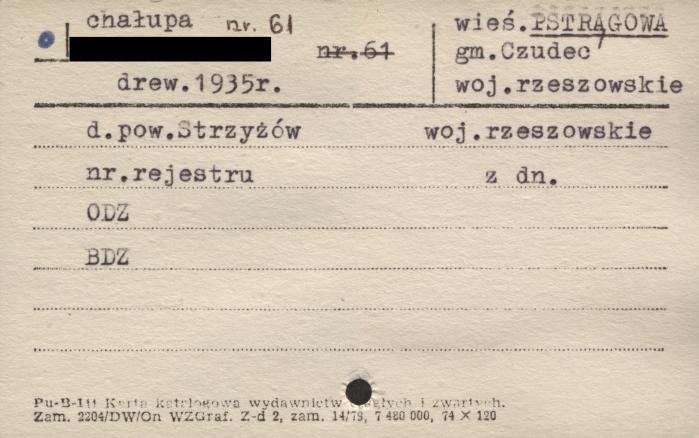 chałupa nr. 61
nr.61
drew.1935r.
wieś.PSTRĄGOWA
gm.Czudec
woj.rzeszowskie
d.pow.Strzyżów woj.rzeszowskie
nr.rejestru z dn.
ODZ
BDZ
Pu-B-111 Karta katalogowa wydawnictw ciągłych i zwartych.
Zam. 2204/DW/On WZGraf. Z-d 2, zam. 14/79, 7 480 000, 74 × 120